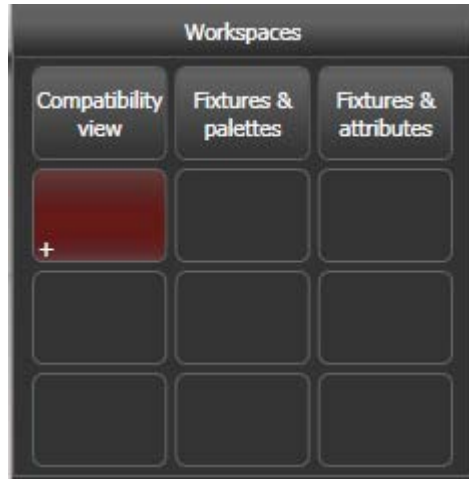 Workspaces
Compatibility
view
Fixtures &
palettes
Fixtures &
attributes
+